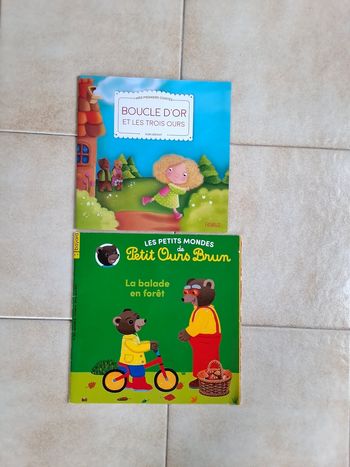 MES PREMIERS CONTES
BOUCLE D'OR
ET LES TROIS OURS
FLEURUS
LES PETITS MONDES
de
Petit Ours Brun
La balade
en forêt